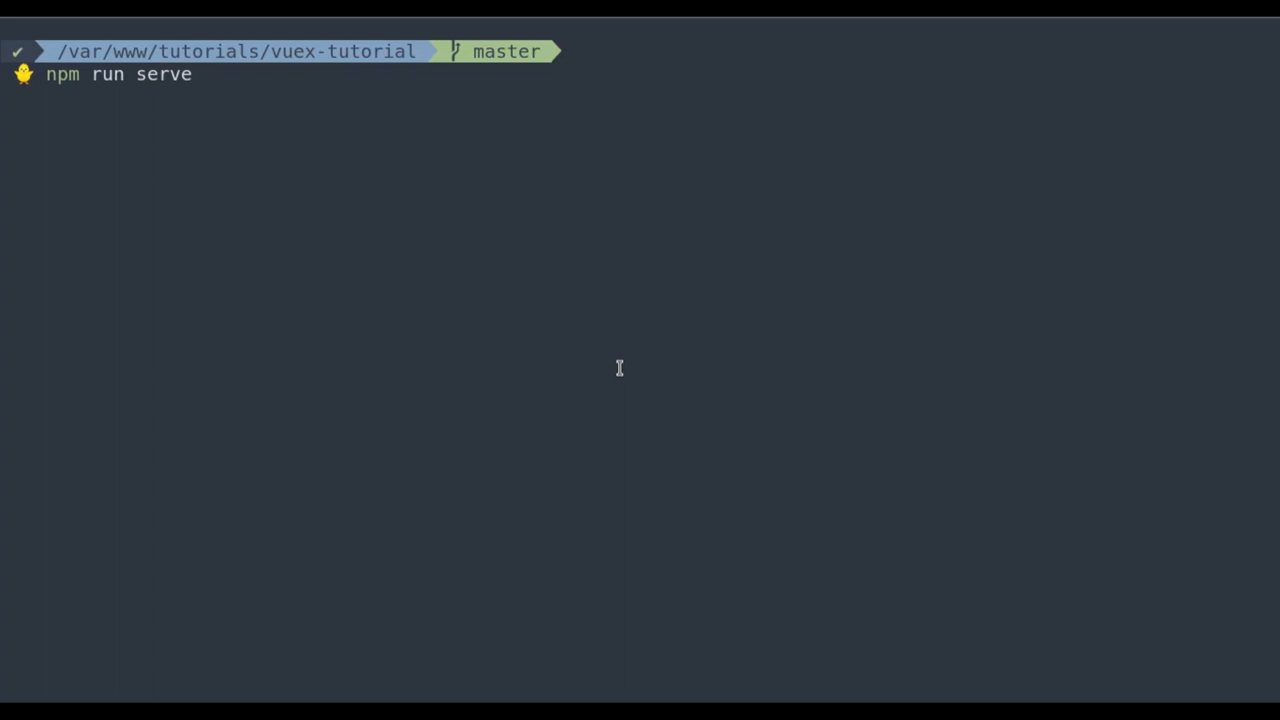 ✔ /var/www/tutorials/vuex-tutorial master
🐥 npm run serve